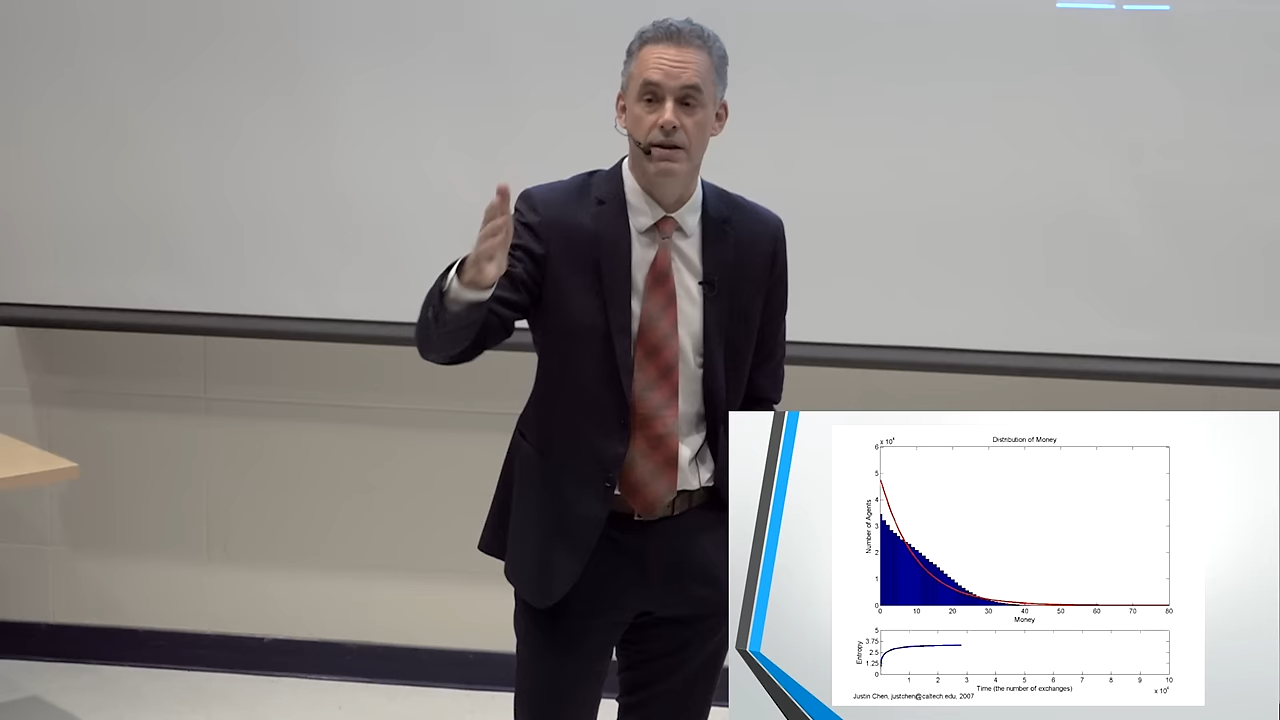 Distribution of Money
x 10⁴
6
5
4
3
2
1
0
Number of Agents
0 10 20 30 40 50 60 70 80
Money
5
3.75
2.5
1.25
0
Entropy
1 2 3 4 5 6 7 8 9 10
Time (the number of exchanges)
x 10⁴
Justin Chen, justchen@caltech.edu, 2007